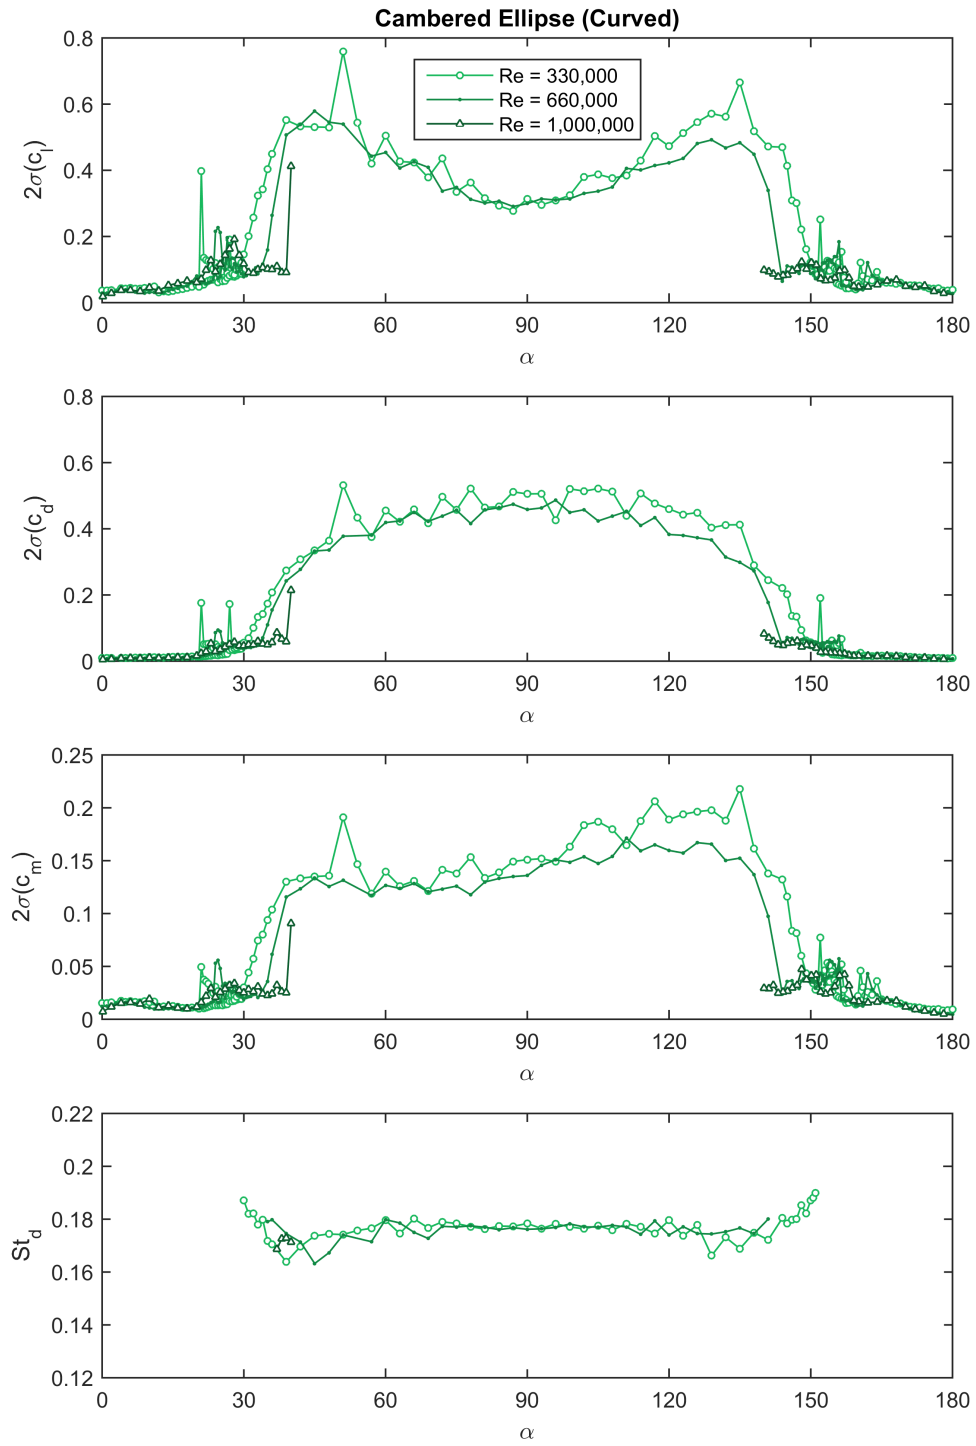 Cambered Ellipse (Curved)
0.8
0.6
0.4
0.2
0
2σ(c_l)
Re = 330,000
Re = 660,000
Re = 1,000,000
0 30 60 90 120 150 180
α
0.8
0.6
0.4
0.2
0
2σ(c_d)
0 30 60 90 120 150 180
α
0.25
0.2
0.15
0.1
0.05
0
2σ(c_m)
0 30 60 90 120 150 180
α
0.22
0.2
0.18
0.16
0.14
0.12
St_d
0 30 60 90 120 150 180
α